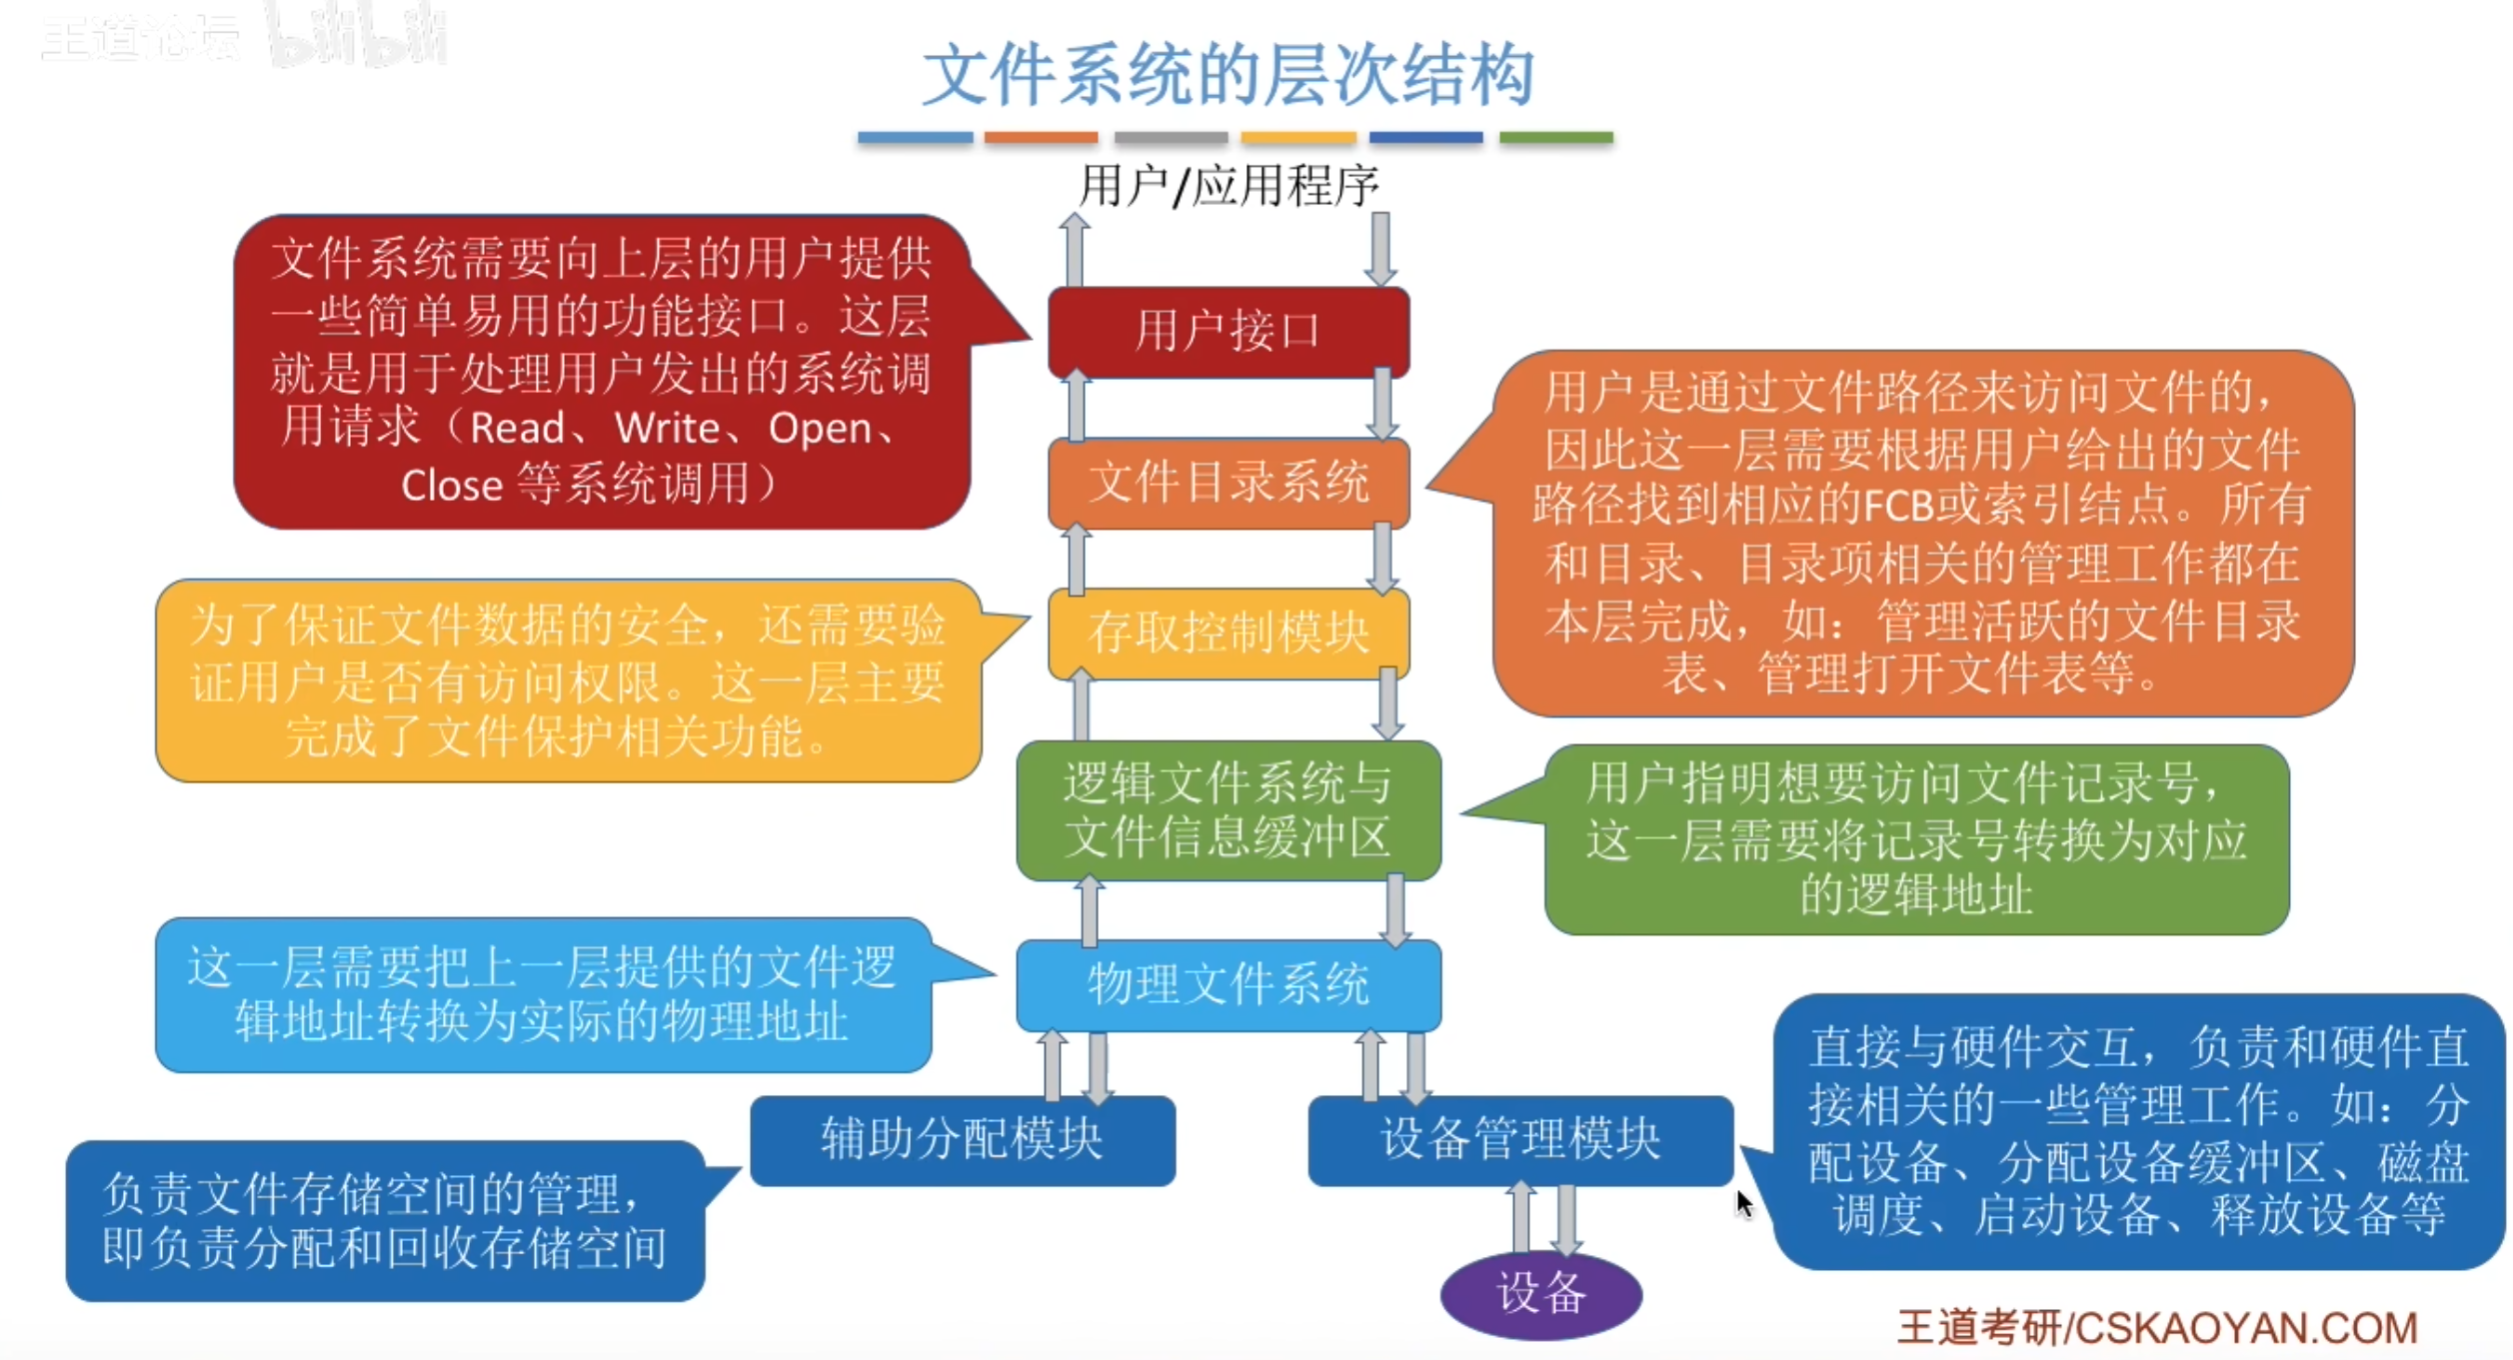 王道论坛 bilibili
文件系统的层次结构
用户/应用程序
文件系统需要向上层的用户提供
一些简单易用的功能接口。这层
就是用于处理用户发出的系统调
用请求（Read、Write、Open、
Close 等系统调用）
用户接口
用户是通过文件路径来访问文件的，
因此这一层需要根据用户给出的文件
路径找到相应的FCB或索引结点。所有
和目录、目录项相关的管理工作都在
本层完成，如：管理活跃的文件目录
表、管理打开文件表等。
文件目录系统
为了保证文件数据的安全，还需要验
证用户是否有访问权限。这一层主要
完成了文件保护相关功能。
存取控制模块
逻辑文件系统与
文件信息缓冲区
用户指明想要访问文件记录号，
这一层需要将记录号转换为对应
的逻辑地址
这一层需要把上一层提供的文件逻
辑地址转换为实际的物理地址
物理文件系统
辅助分配模块
设备管理模块
直接与硬件交互，负责和硬件直
接相关的一些管理工作。如：分
配设备、分配设备缓冲区、磁盘
调度、启动设备、释放设备等
负责文件存储空间的管理，
即负责分配和回收存储空间
设备
王道考研/CSKAOYAN.COM